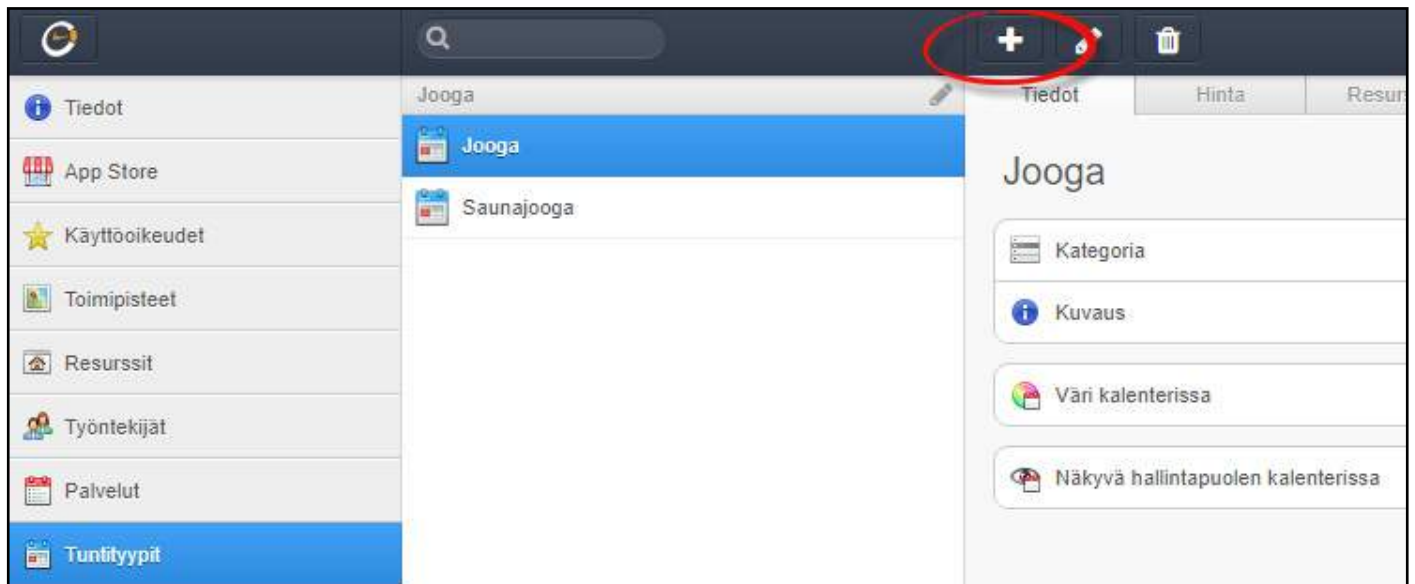 Tiedot
App Store
Käyttöoikeudet
Toimipisteet
Resurssit
Työntekijät
Palvelut
Tuntityypit
Jooga
Jooga
Saunajooga
Tiedot Hinta Resur
Jooga
Kategoria
Kuvaus
Väri kalenterissa
Näkyvä hallintapuolen kalenterissa